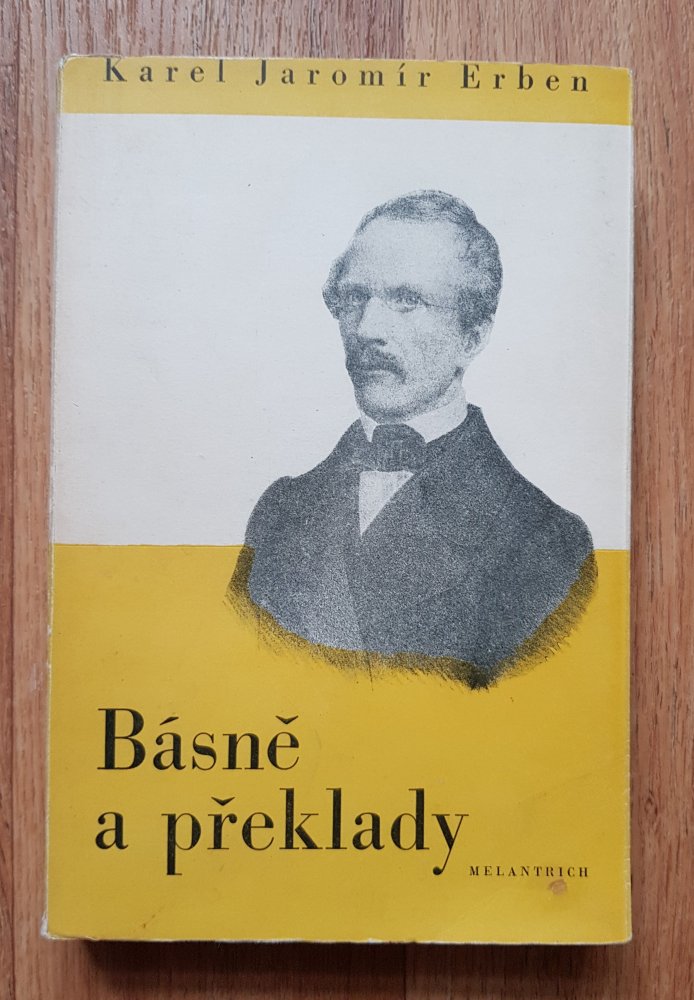 Karel Jaromír Erben
Básně
a překlady
MELANTRICH